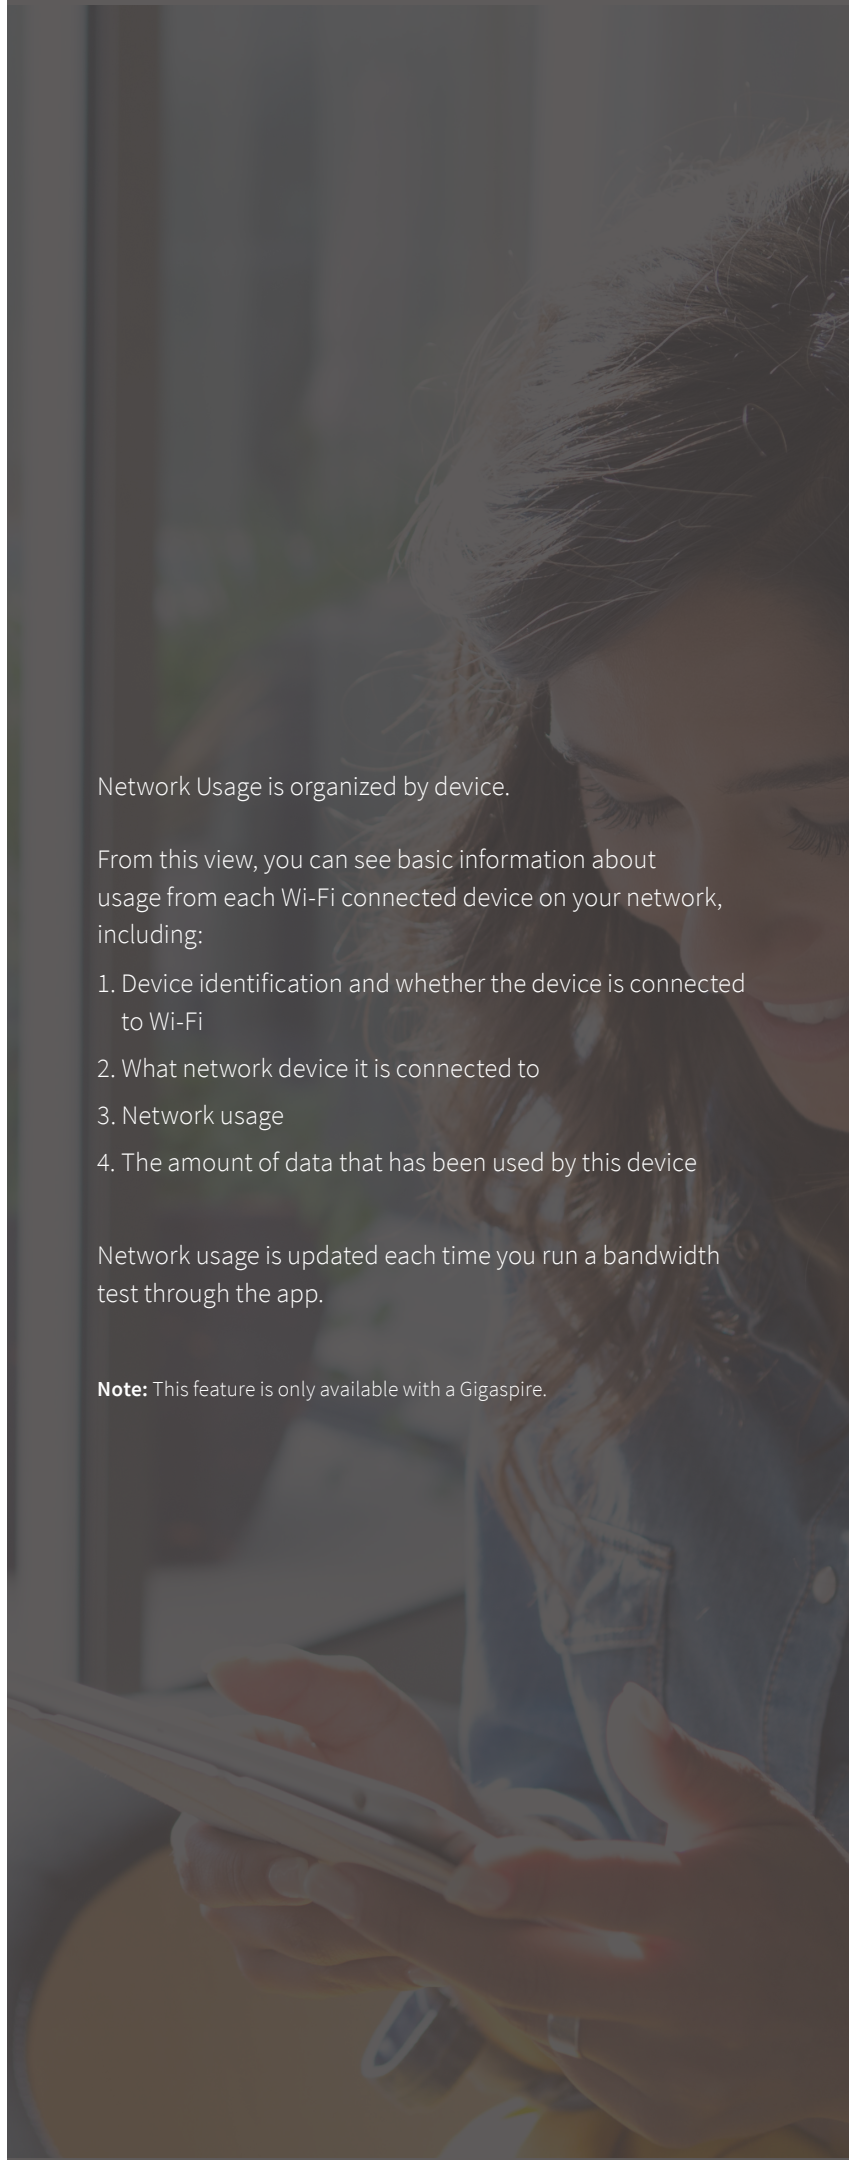 Network Usage is organized by device.
From this view, you can see basic information about
usage from each Wi-Fi connected device on your network,
including:
1. Device identification and whether the device is connected
to Wi-Fi
2. What network device it is connected to
3. Network usage
4. The amount of data that has been used by this device
Network usage is updated each time you run a bandwidth
test through the app.
Note: This feature is only available with a Gigaspire.